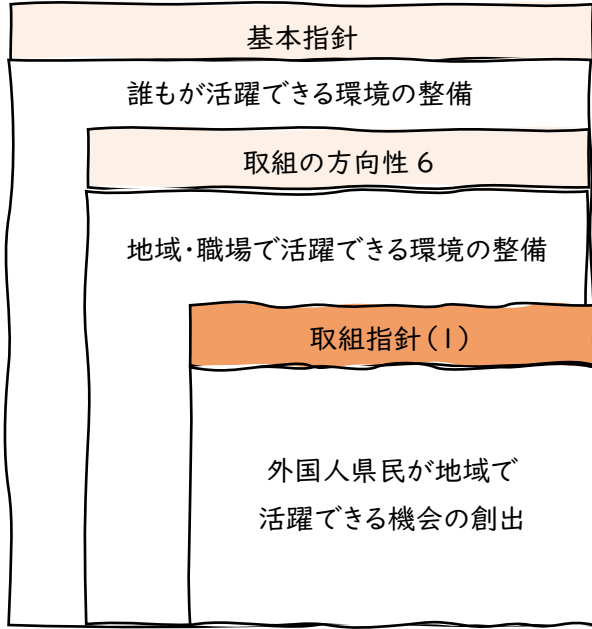 基本指針
誰もが活躍できる環境の整備
取組の方向性 6
地域・職場で活躍できる環境の整備
取組指針(1)
外国人県民が地域で
活躍できる機会の創出